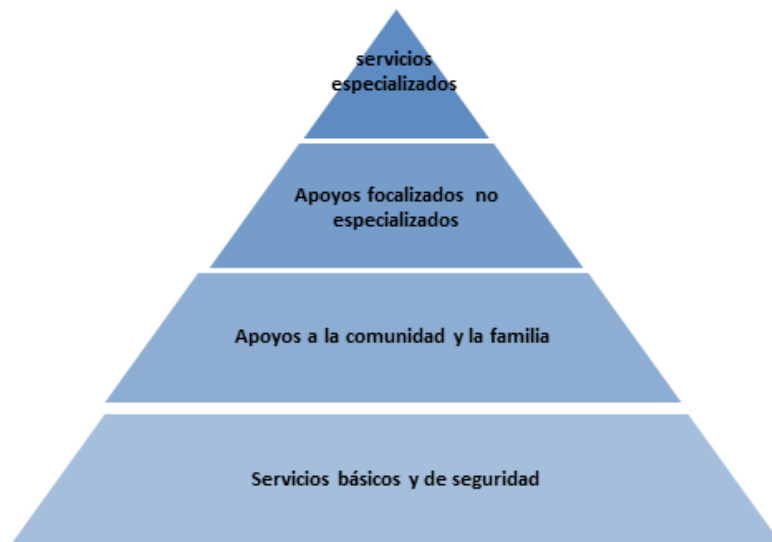 servicios
especializados
Apoyos focalizados no
especializados
Apoyos a la comunidad y la familia
Servicios básicos y de seguridad